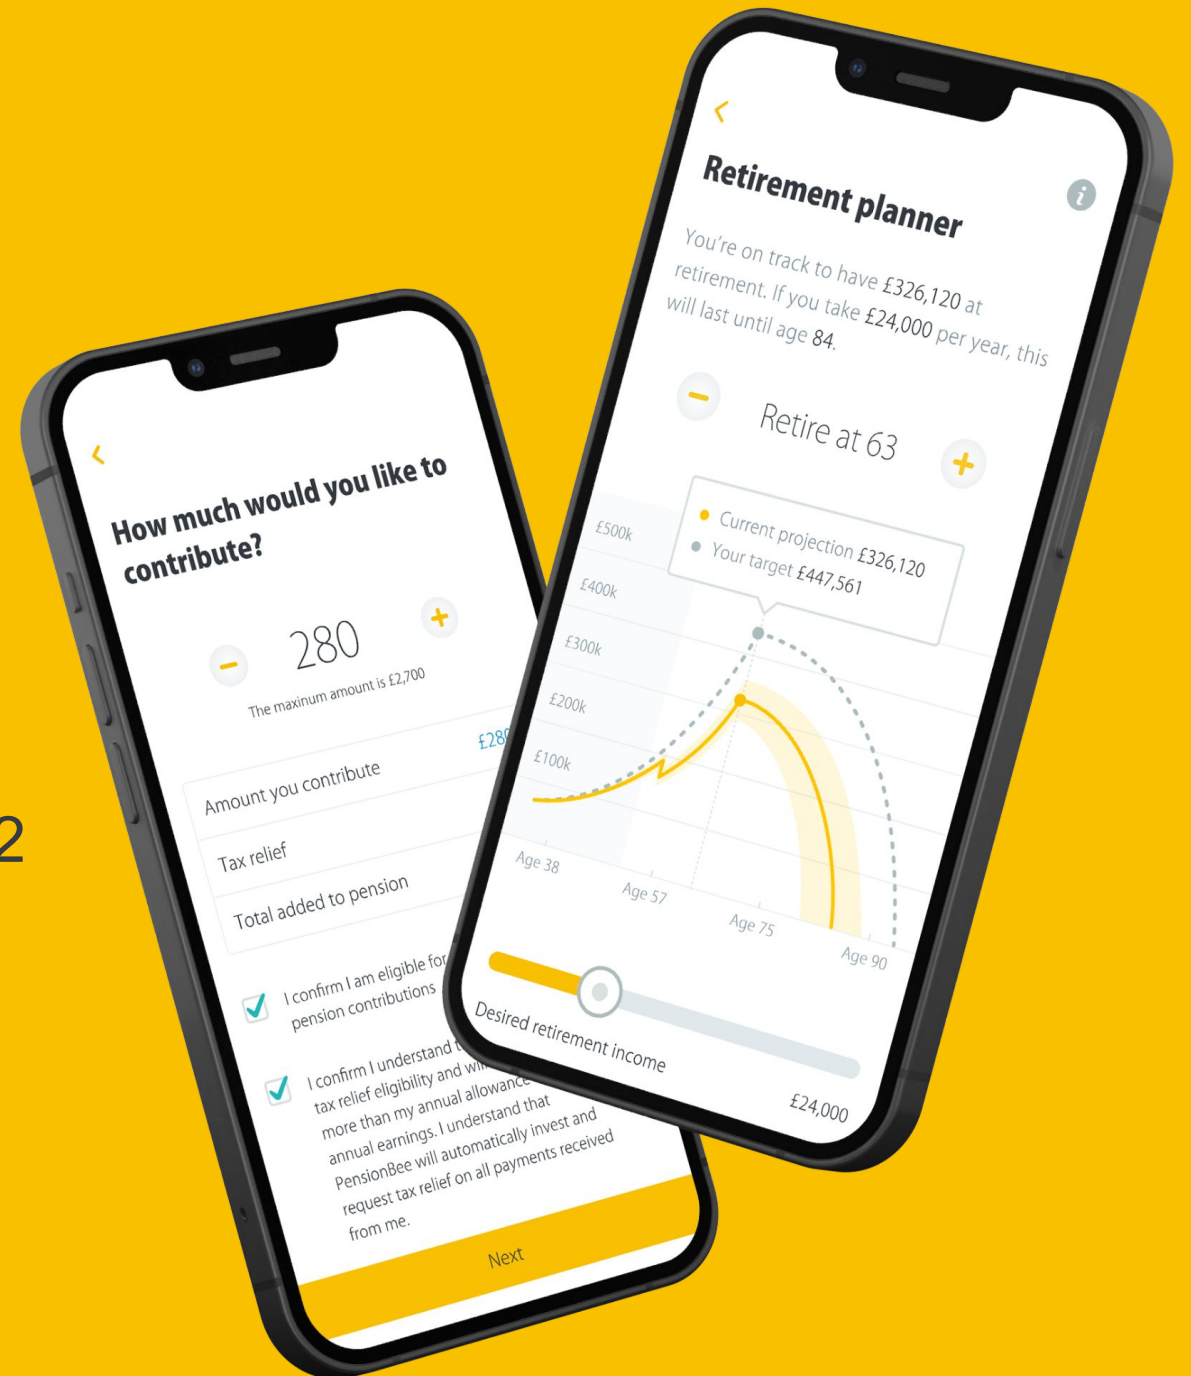 2
How much would you like to
contribute?
280
The maxinum amount is £2,700
Amount you contribute
Tax relief
Total added to pension
I confirm I am eligible for
pension contributions
I confirm I understand
tax relief eligibility and
more than my annual allowance
annual earnings. I understand that
PensionBee will automatically invest and
request tax relief on all payments received
from me.
Next
Retirement planner
i
You're on track to have £326,120 at
retirement. If you take £24,000 per year, this
will last until age 84.
Retire at 63
Current projection £326,120
Your target £447,561
£500k
£400k
£300k
£200k
£100k
Age 38
Age 57
Age 75
Age 90
Desired retirement income
£24,000